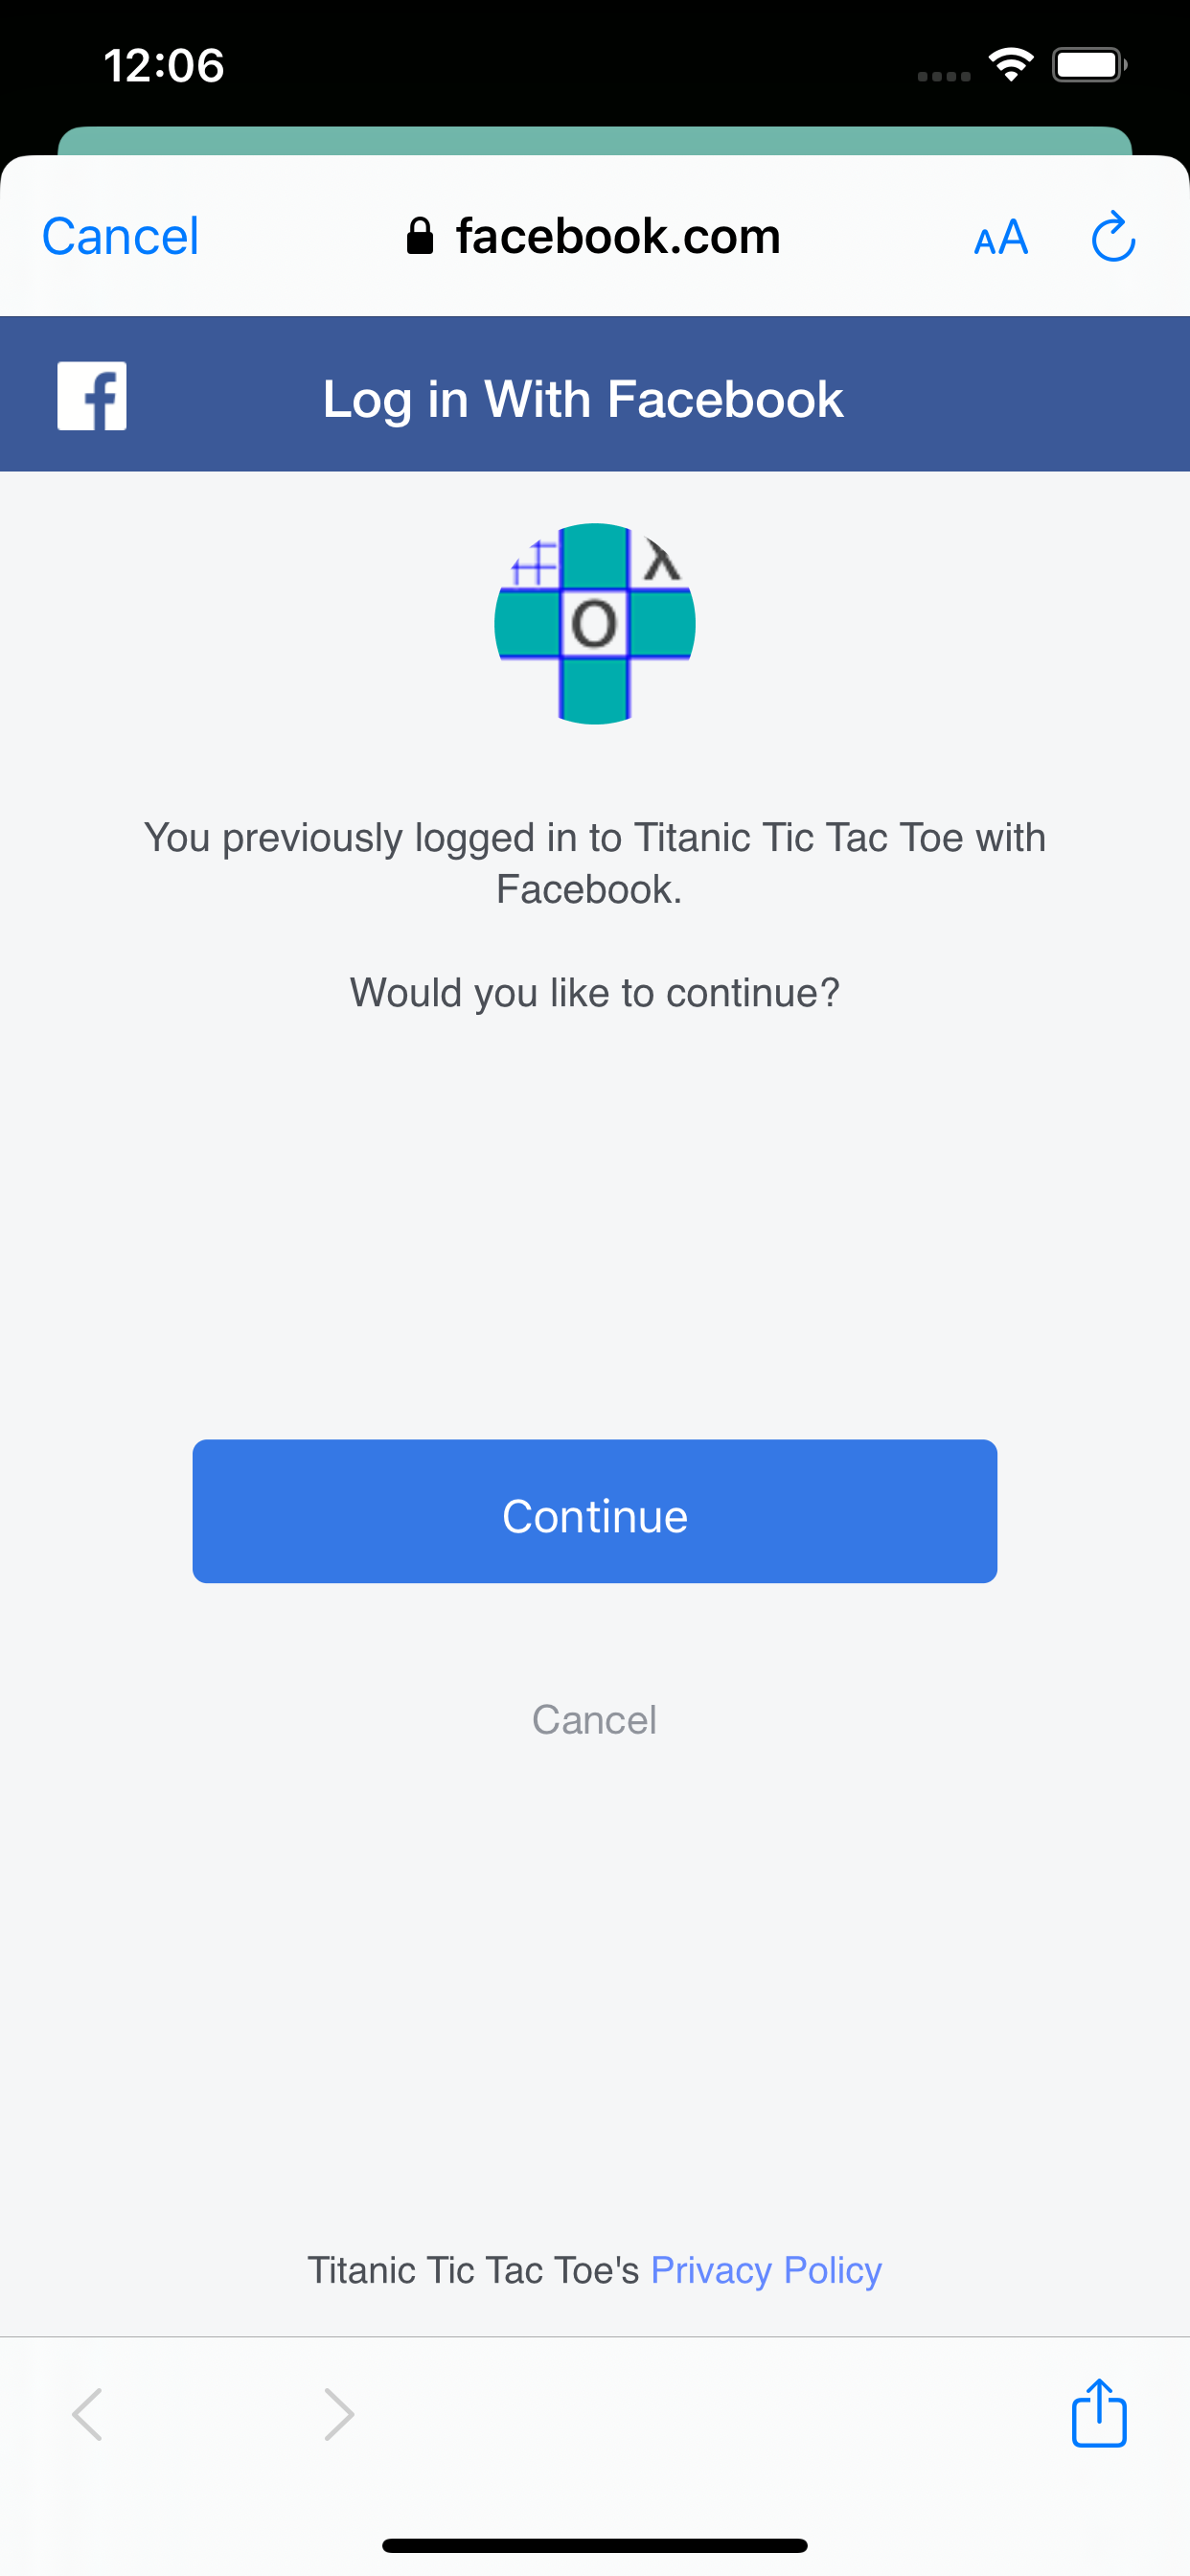 12:06
Cancel
facebook.com
AA
f
Log in With Facebook
X
O
You previously logged in to Titanic Tic Tac Toe with
Facebook.
Would you like to continue?
Continue
Cancel
Titanic Tic Tac Toe's Privacy Policy